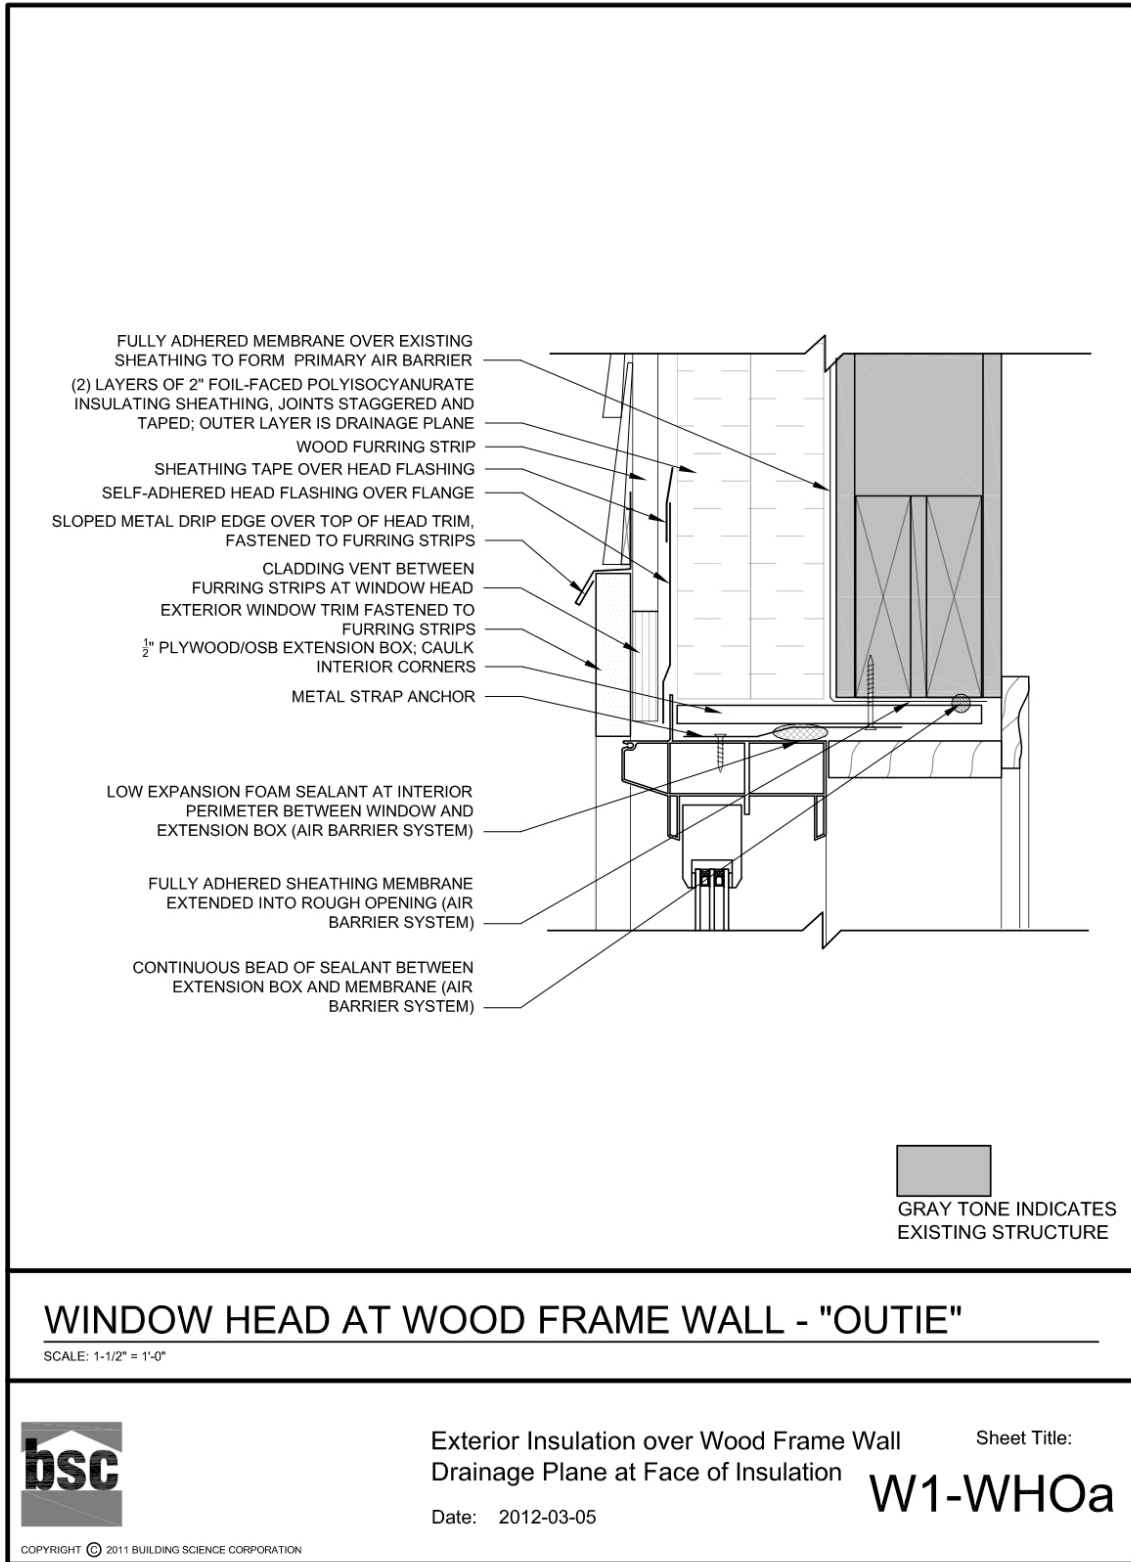 FULLY ADHERED MEMBRANE OVER EXISTING
SHEATHING TO FORM PRIMARY AIR BARRIER
(2) LAYERS OF 2" FOIL-FACED POLYISOCYANURATE
INSULATING SHEATHING, JOINTS STAGGERED AND
TAPED; OUTER LAYER IS DRAINAGE PLANE
WOOD FURRING STRIP
SHEATHING TAPE OVER HEAD FLASHING
SELF-ADHERED HEAD FLASHING OVER FLANGE
SLOPED METAL DRIP EDGE OVER TOP OF HEAD TRIM,
FASTENED TO FURRING STRIPS
CLADDING VENT BETWEEN
FURRING STRIPS AT WINDOW HEAD
EXTERIOR WINDOW TRIM FASTENED TO
FURRING STRIPS
½" PLYWOOD/OSB EXTENSION BOX; CAULK
INTERIOR CORNERS
METAL STRAP ANCHOR
LOW EXPANSION FOAM SEALANT AT INTERIOR
PERIMETER BETWEEN WINDOW AND
EXTENSION BOX (AIR BARRIER SYSTEM)
FULLY ADHERED SHEATHING MEMBRANE
EXTENDED INTO ROUGH OPENING (AIR
BARRIER SYSTEM)
CONTINUOUS BEAD OF SEALANT BETWEEN
EXTENSION BOX AND MEMBRANE (AIR
BARRIER SYSTEM)
GRAY TONE INDICATES
EXISTING STRUCTURE
WINDOW HEAD AT WOOD FRAME WALL - "OUTIE"
SCALE: 1-1/2" = 1'-0"
bsc
COPYRIGHT © 2011 BUILDING SCIENCE CORPORATION
Exterior Insulation over Wood Frame Wall
Drainage Plane at Face of Insulation
Date: 2012-03-05
Sheet Title:
W1-WHOa